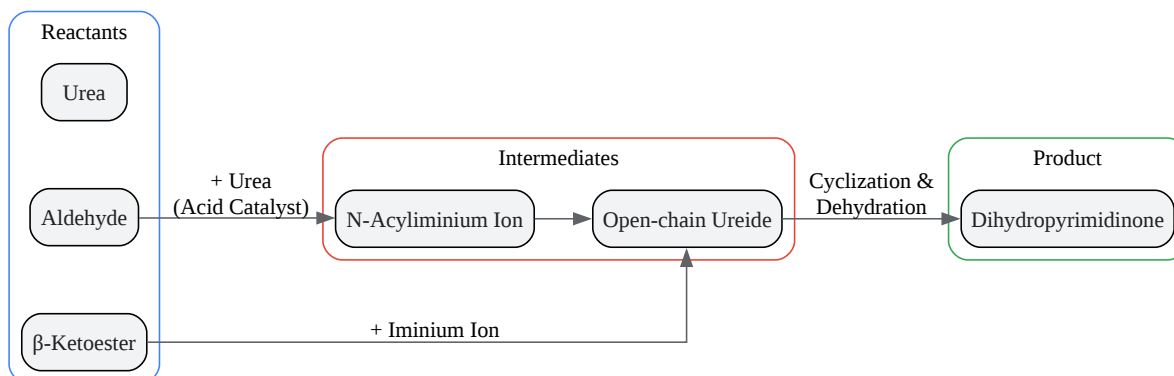 Reactants
Urea
Aldehyde
β-Ketoester
+ Urea
(Acid Catalyst)
+ Iminium Ion
Intermediates
N-Acyliminium Ion
Open-chain Ureide
Cyclization &
Dehydration
Product
Dihydropyrimidinone